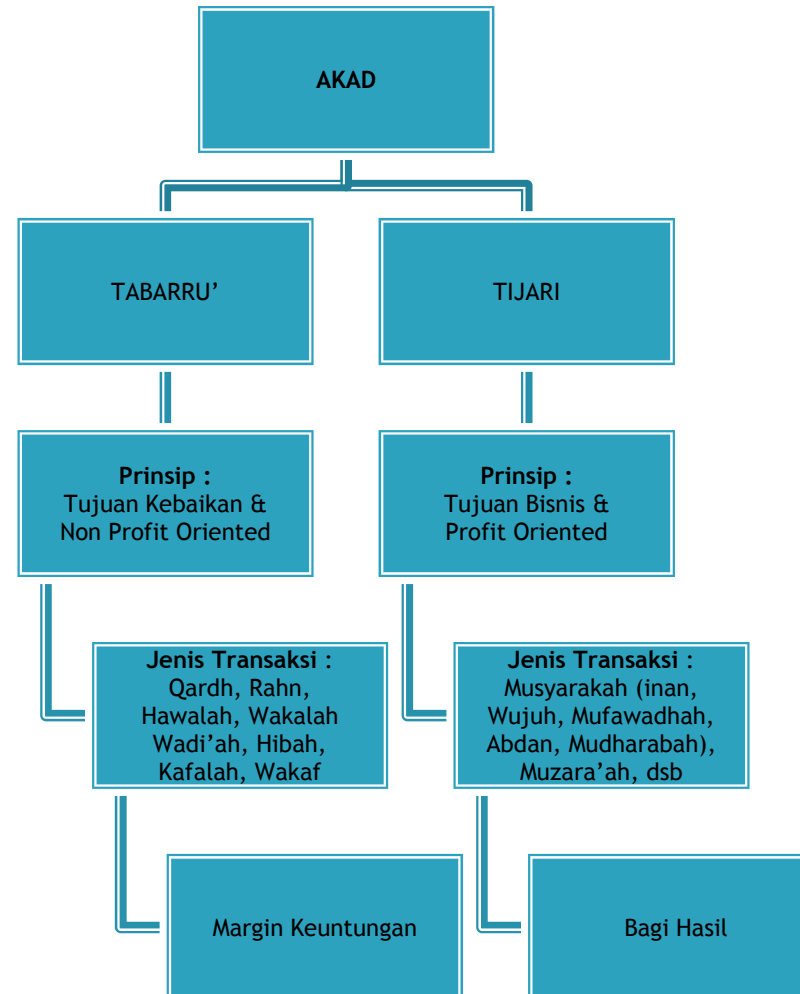 AKAD
TABARRU’
TIJARI
Prinsip :
Tujuan Kebaikan &
Non Profit Oriented
Prinsip :
Tujuan Bisnis &
Profit Oriented
Jenis Transaksi :
Qardh, Rahn,
Hawalah, Wakalah
Wadi’ah, Hibah,
Kafalah, Wakaf
Jenis Transaksi :
Musyarakah (inan,
Wujuh, Mufawadhah,
Abdan, Mudharabah),
Muzara’ah, dsb
Margin Keuntungan
Bagi Hasil